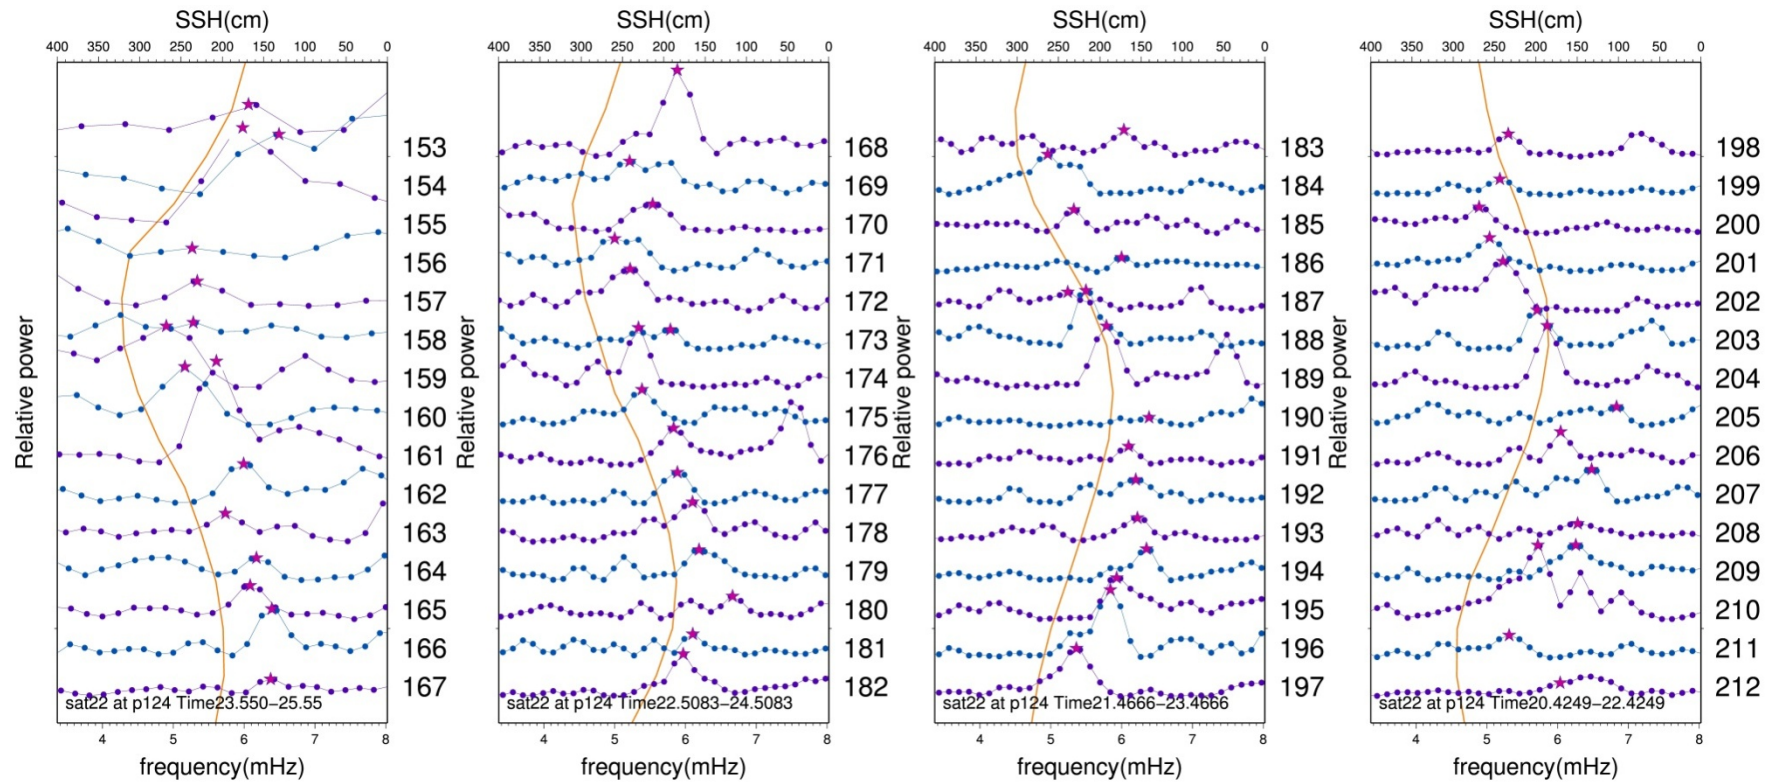 SSH(cm) SSH(cm) SSH(cm) SSH(cm)
400 350 300 250 200 150 100 50 0 400 350 300 250 200 150 100 50 0 400 350 300 250 200 150 100 50 0 400 350 300 250 200 150 100 50 0
153 168 183 198
154 169 184 199
155 170 185 200
156 171 186 201
157 172 187 202
158 173 188 203
159 174 189 204
160 175 190 205
161 176 191 206
162 177 192 207
163 178 193 208
164 179 194 209
165 180 195 210
166 181 196 211
167 182 197 212
Relative power Relative power Relative power Relative power
sat22 at p124 Time23.550−25.55 sat22 at p124 Time22.5083−24.5083 sat22 at p124 Time21.4666−23.4666 sat22 at p124 Time20.4249−22.4249
4 5 6 7 8 4 5 6 7 8 4 5 6 7 8 4 5 6 7 8
frequency(mHz) frequency(mHz) frequency(mHz) frequency(mHz)